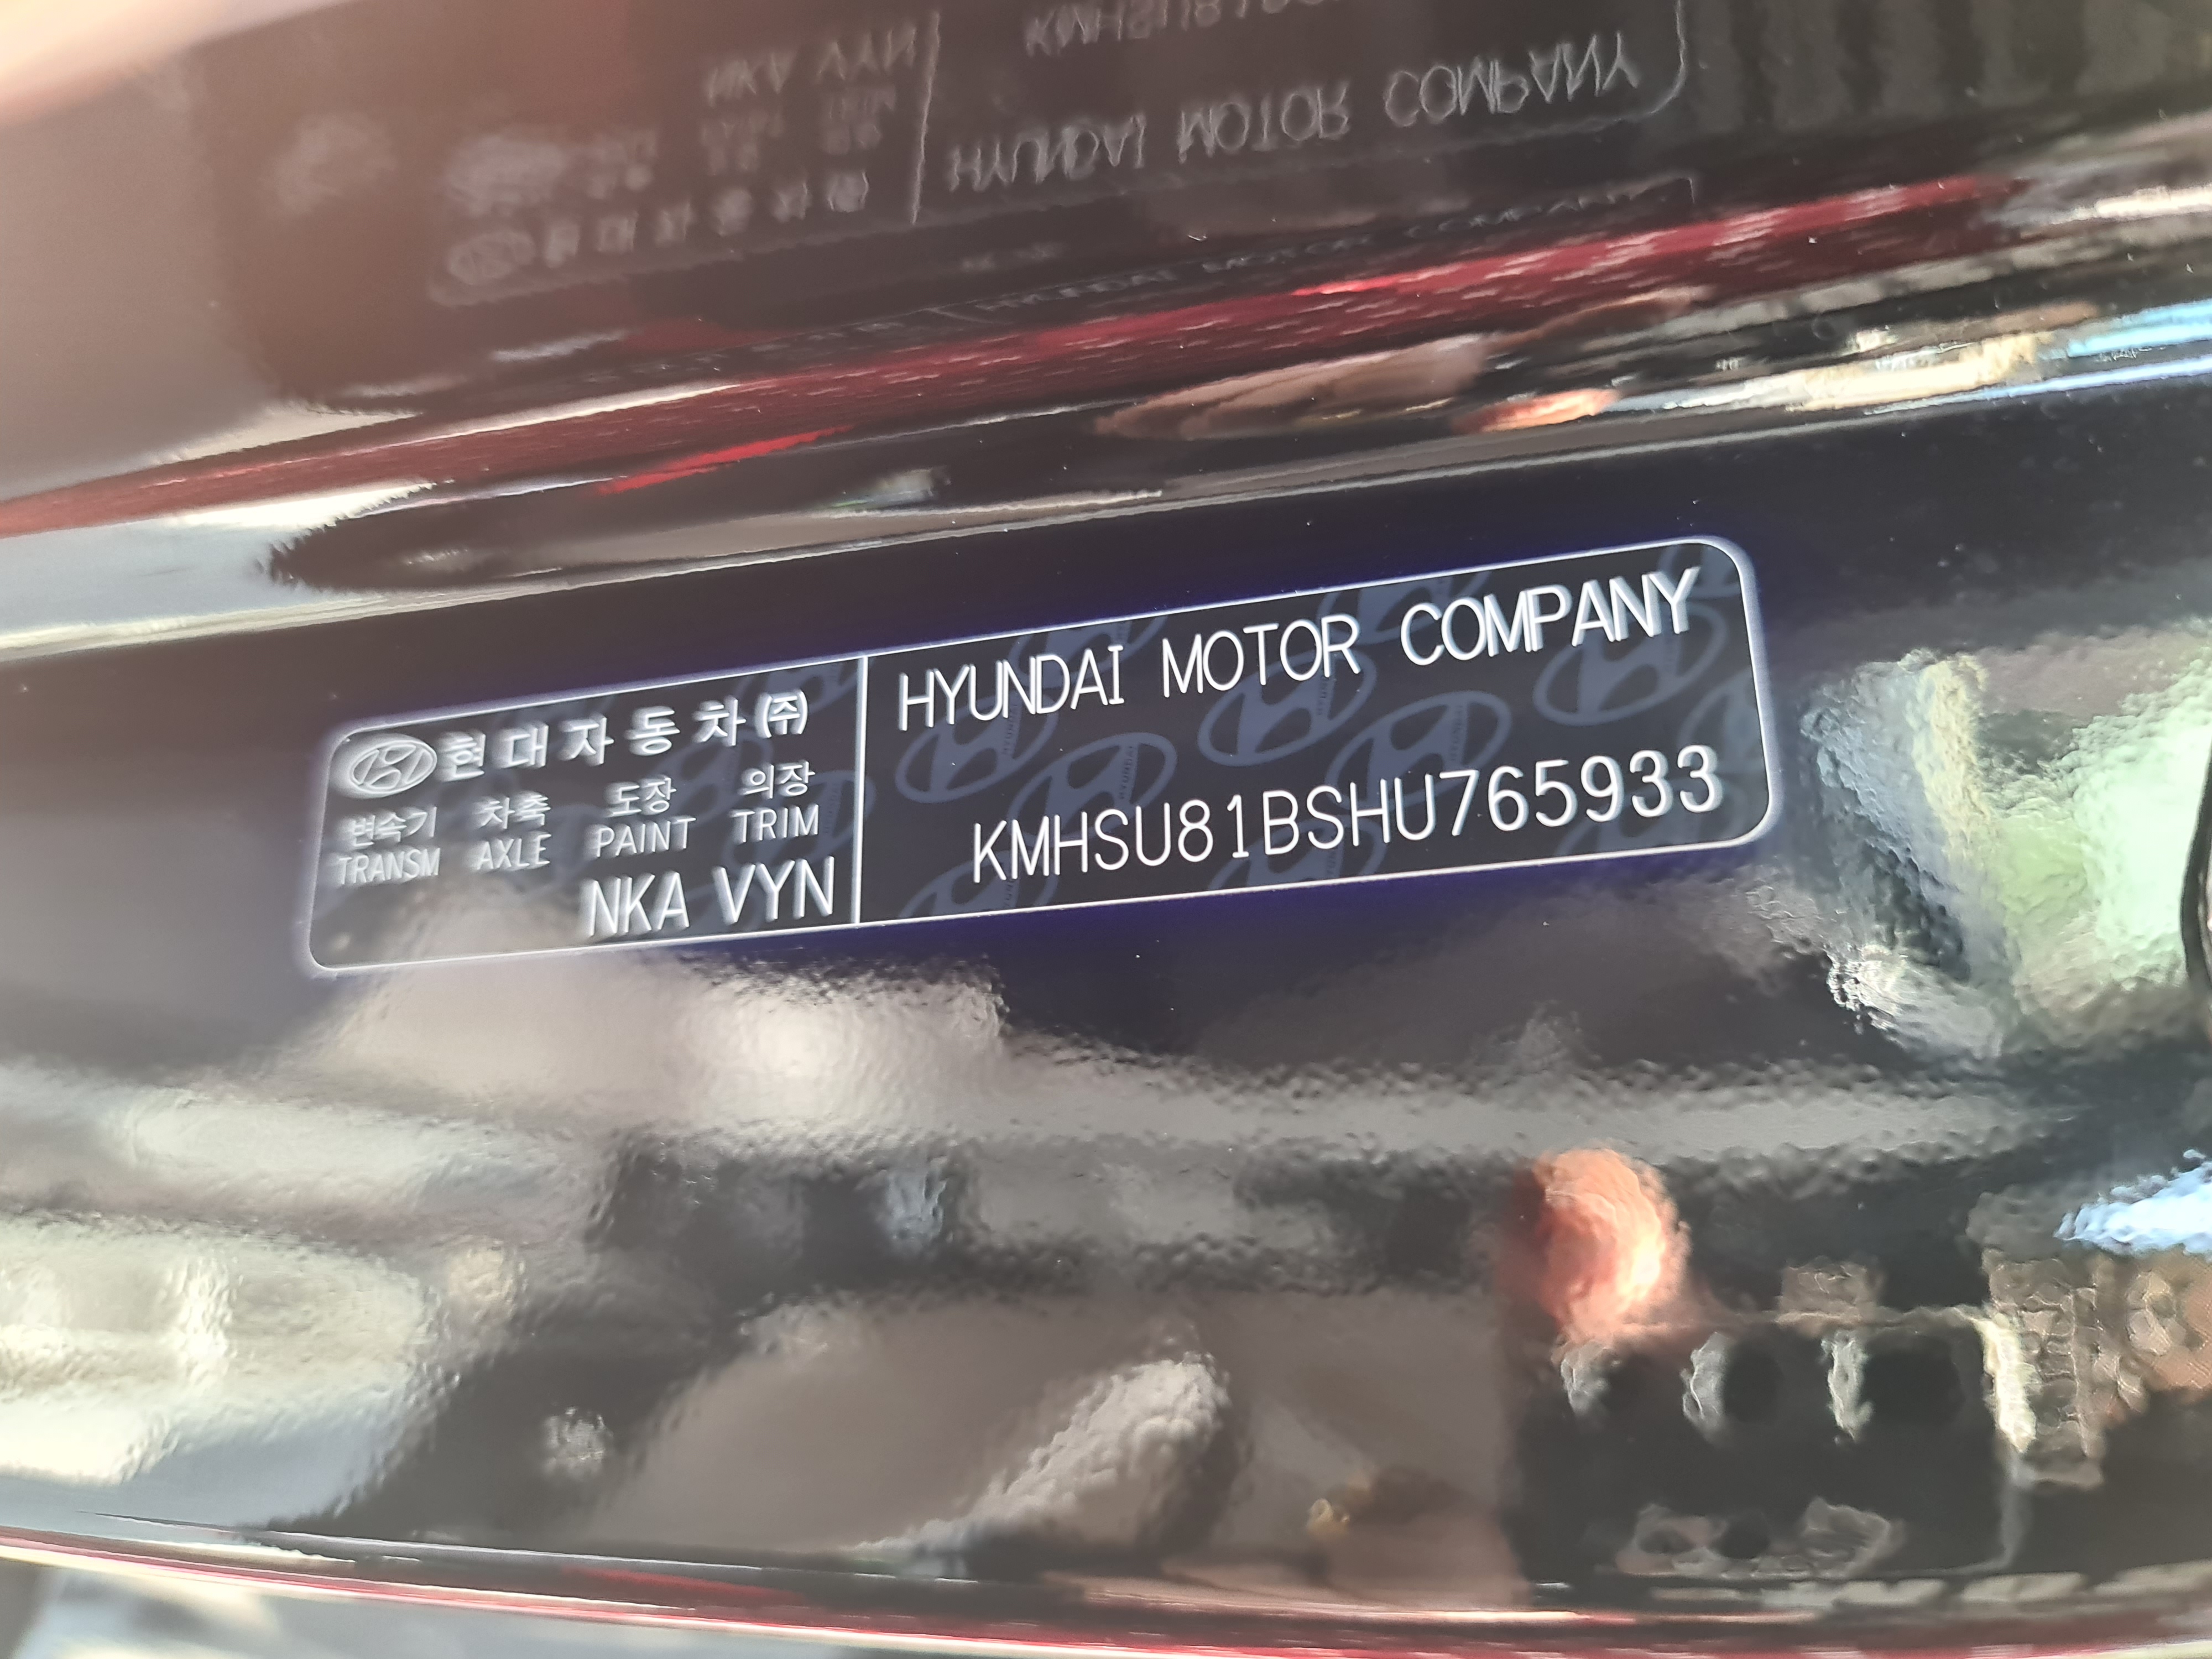 현대자동차㈜
변속기 차축 도장 의장
TRANSM AXLE PAINT TRIM
NKA VYN
HYUNDAI MOTOR COMPANY
KMHSU81BSHU765933